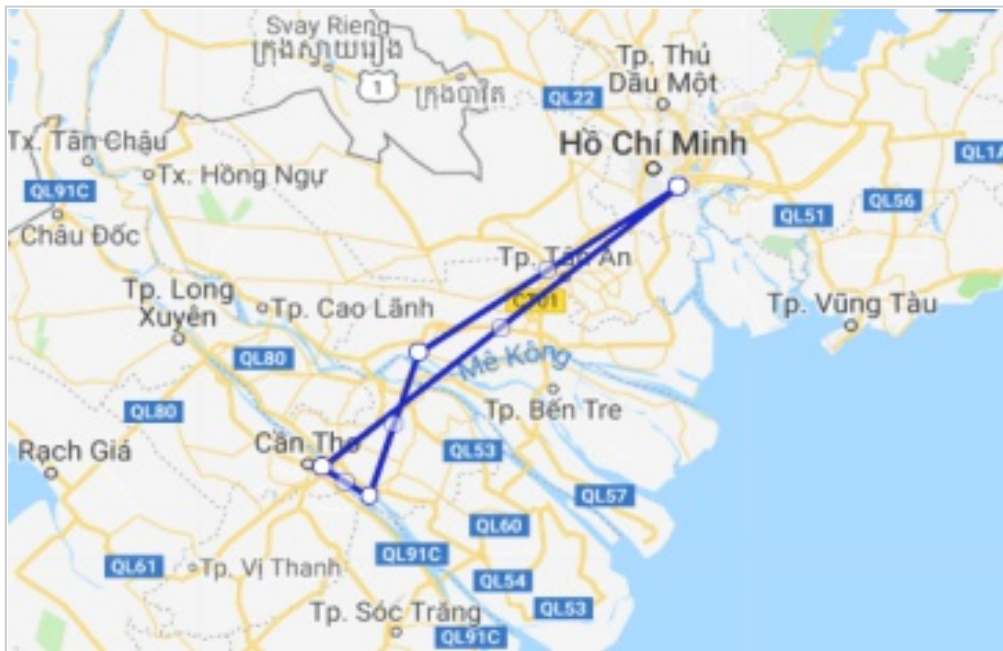 Svay Rieng
ក្រុងស្វាយរៀង
1
ក្រុងបាវិត
QL22
Tp. Thủ
Dầu Một
Hồ Chí Minh
QL1A
Tx. Tân Châu
QL91C
Tx. Hồng Ngự
QL51
QL56
Châu Đốc
Tp. Tân An
CT01
Tp. Long
Xuyên
Tp. Cao Lãnh
Tp. Vũng Tàu
QL80
Mê Kông
QL80
Tp. Bến Tre
Rạch Giá
Cần Thơ
QL53
QL57
QL60
QL91C
QL61
Tp. Vị Thanh
QL54
QL53
Tp. Sóc Trăng
QL91C